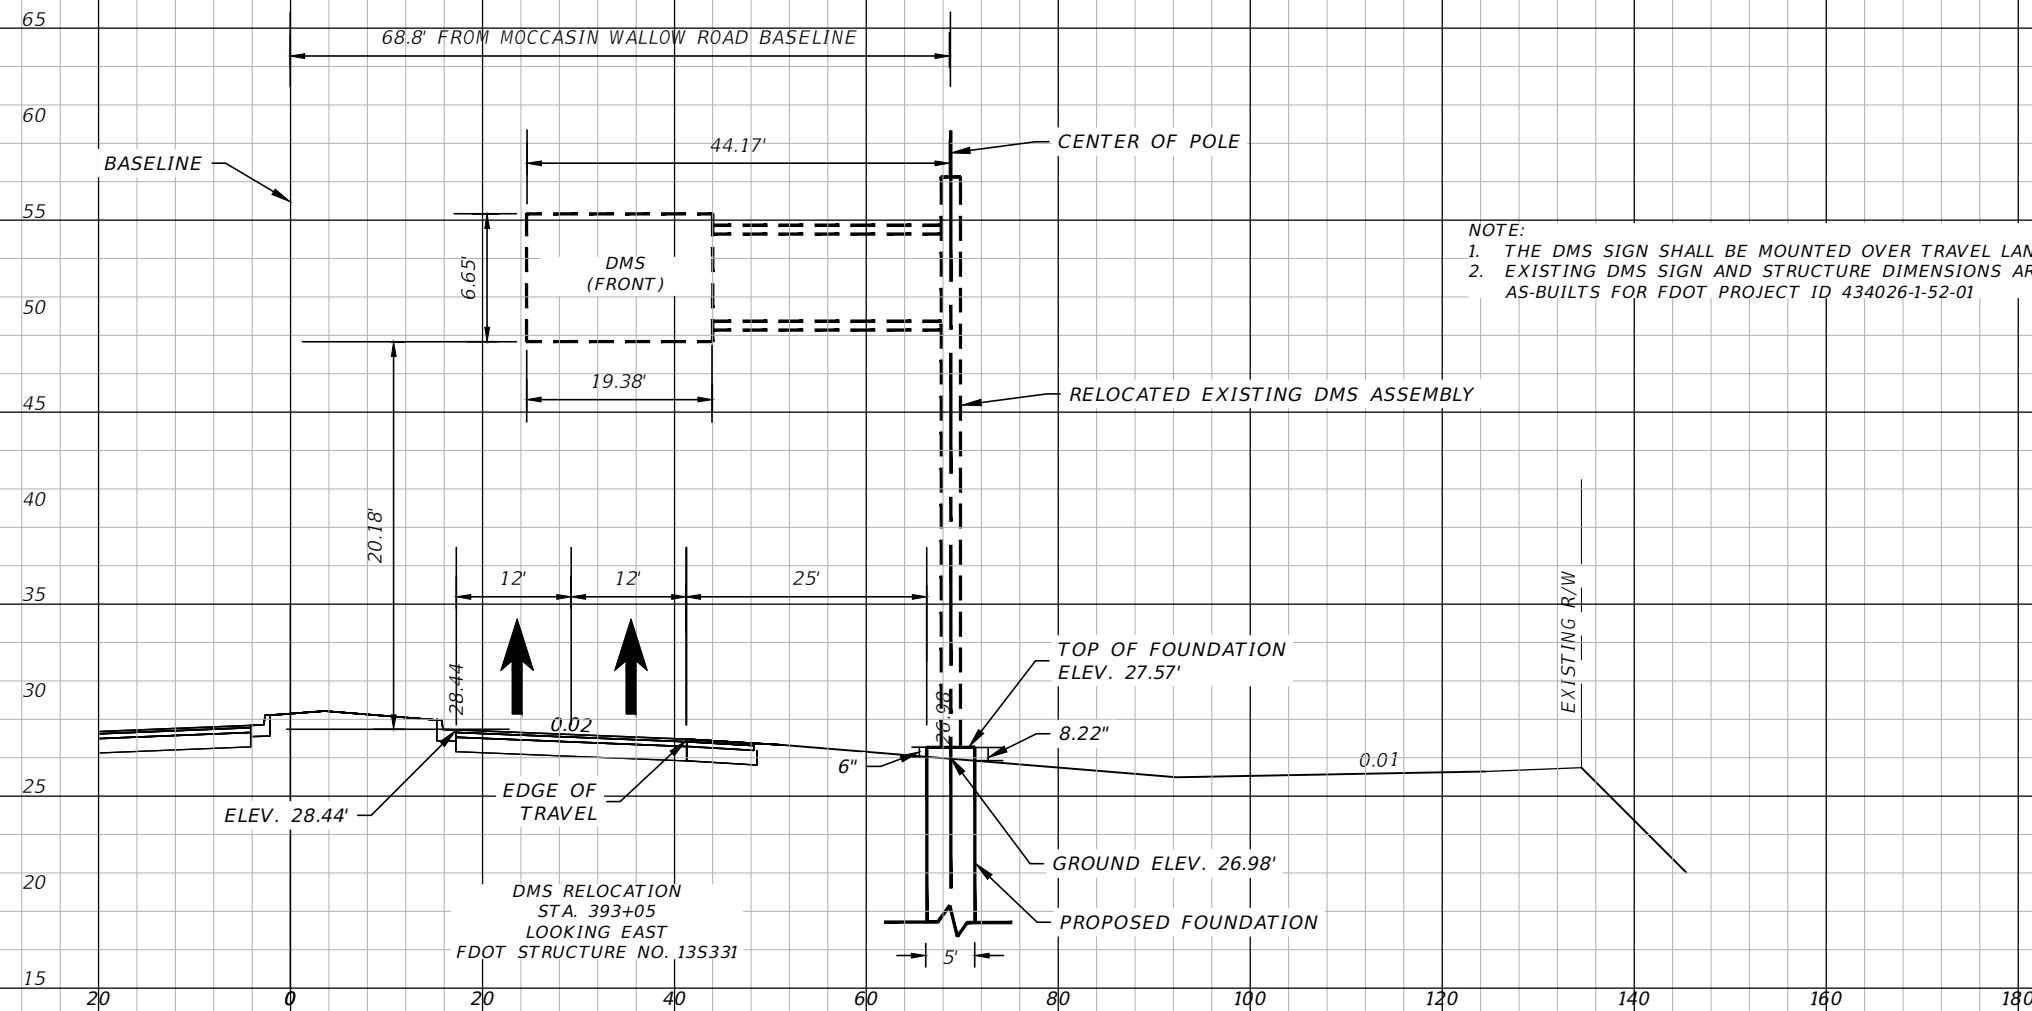 65
68.8' FROM MOCCASIN WALLOW ROAD BASELINE
60
44.17'
CENTER OF POLE
BASELINE
55
NOTE:
1. THE DMS SIGN SHALL BE MOUNTED OVER TRAVEL LAN
2. EXISTING DMS SIGN AND STRUCTURE DIMENSIONS AR
AS-BUILTS FOR FDOT PROJECT ID 434026-1-52-01
6.65'
DMS
(FRONT)
50
19.38'
45
RELOCATED EXISTING DMS ASSEMBLY
40
20.18'
12'
12'
25'
35
EXISTING R/W
TOP OF FOUNDATION
ELEV. 27.57'
30
28.44
0.02
26.98
8.22"
6"
0.01
25
EDGE OF
TRAVEL
ELEV. 28.44'
GROUND ELEV. 26.98'
20
DMS RELOCATION
STA. 393+05
LOOKING EAST
FDOT STRUCTURE NO. 13S331
PROPOSED FOUNDATION
5'
15
20 0 20 40 60 80 100 120 140 160 180